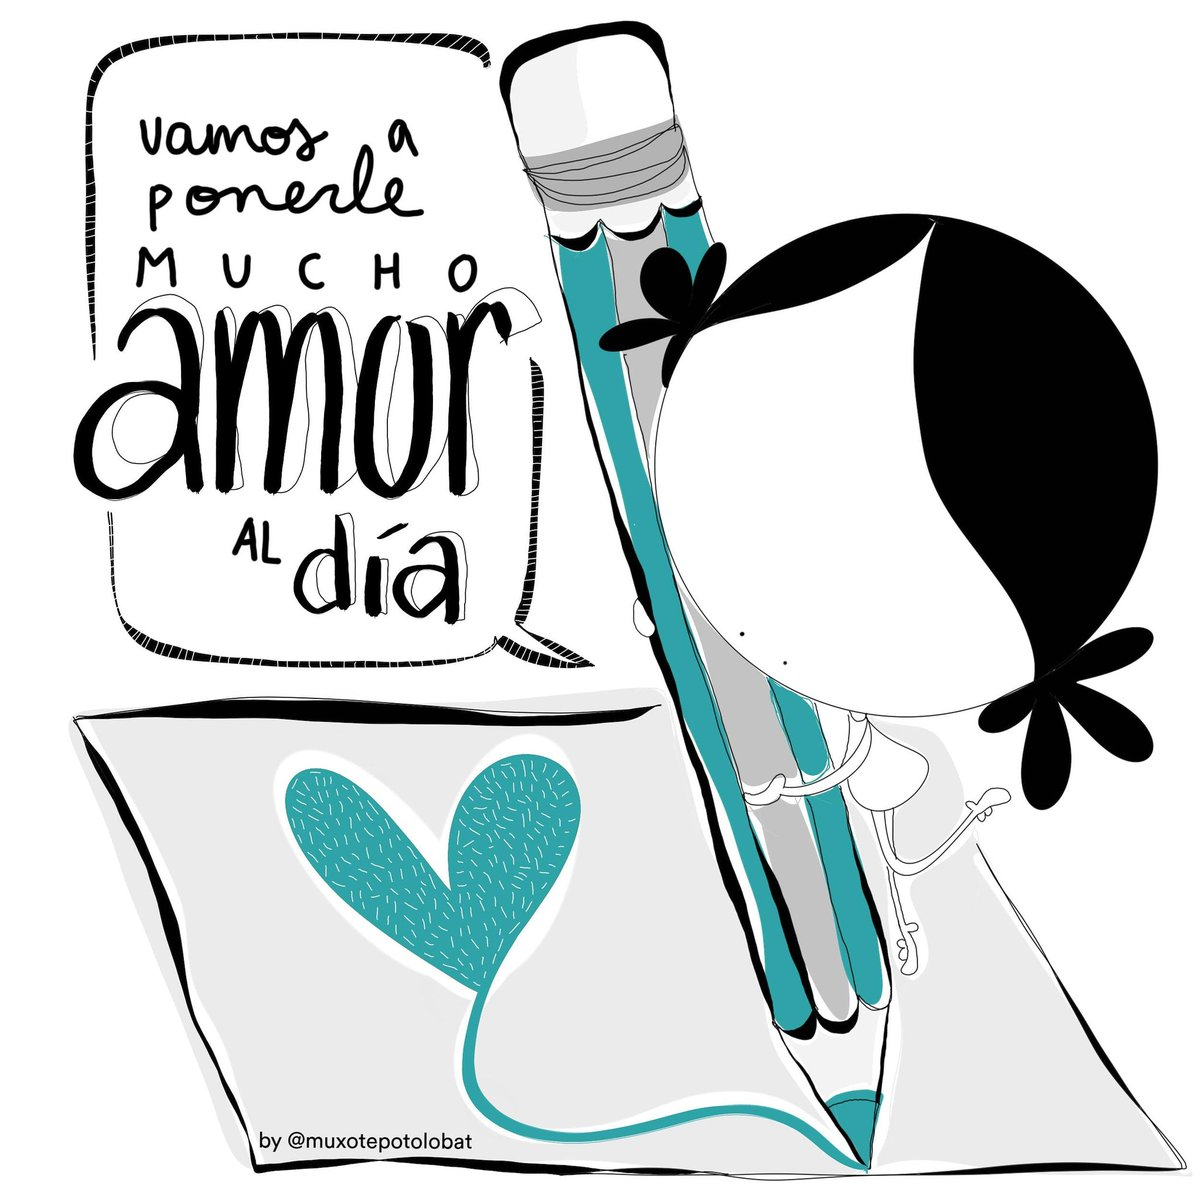 vamos a
ponerle
MUCHO
amor
AL día
by @muxotepotolobat